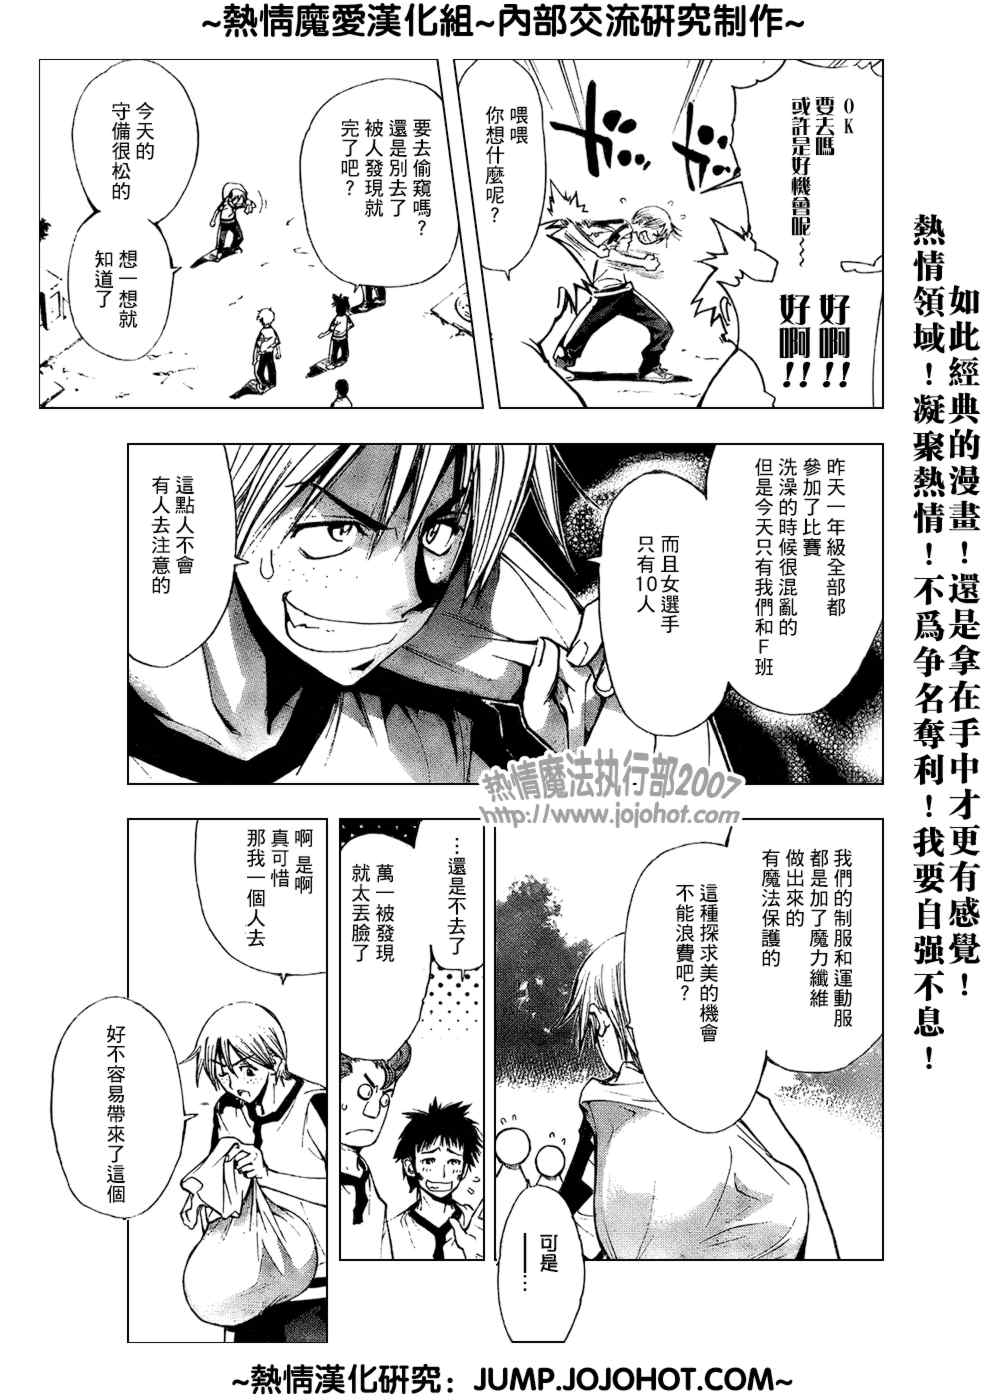 ~熱情魔愛漢化組~內部交流研究制作~
OK
要去嗎
或許是好機會呢～
好啊!!
好啊!!
喂喂
你想什麼呢？
要去偷窺嗎？
還是別去了
被人發現就
完了吧？
今天的
守備很松的
想一想就
知道了
昨天一年級全部都
參加了比賽
洗澡的時候很混亂的
但是今天只有我們和F班
而且女選手
只有10人
這點人不會
有人去注意的
熱情魔法执行部2007
http://www.jojohot.com
我們的制服和運動服
都是加了魔力纖維
做出來的
有魔法保護的
這種探求美的機會
不能浪費吧？
可是
——……
…還是不去了
萬一被發現
就太丟臉了
啊 是啊
真可惜
那我一個人去
好不容易帶來了這個
如此經典的漫畫！還是拿在手中才更有感覺！
熱情領域！凝聚熱情！不爲争名奪利！我要自强不息！
~熱情漢化研究：JUMP.JOJOHOT.COM~